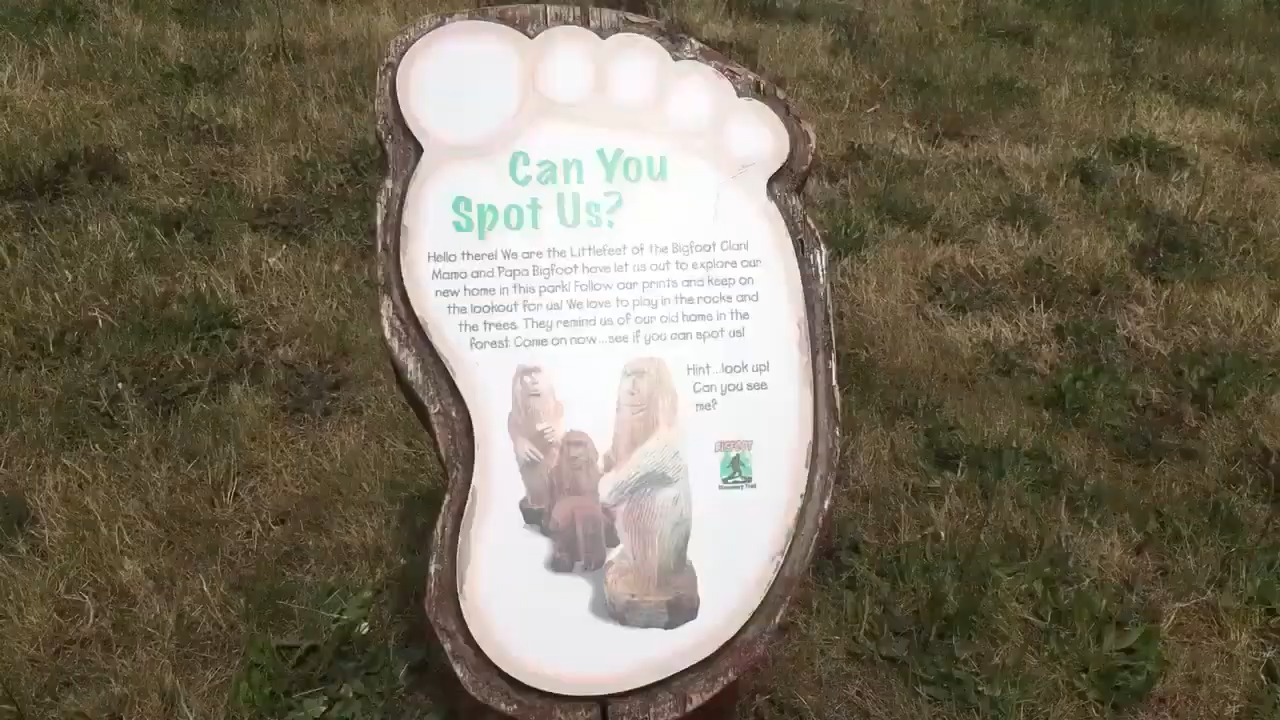 Can You
Spot Us?
Hello there! We are the Littlefeet of the Bigfoot Clan!
Mama and Papa Bigfoot have let us out to explore our
new home in this park! Follow our prints and keep on
the lookout for us! We love to play in the rocks and
the trees. They remind us of our old home in the
forest. Come on now...see if you can spot us!
Hint...look up!
Can you see
me?
BIGFOOT
Discovery Trail